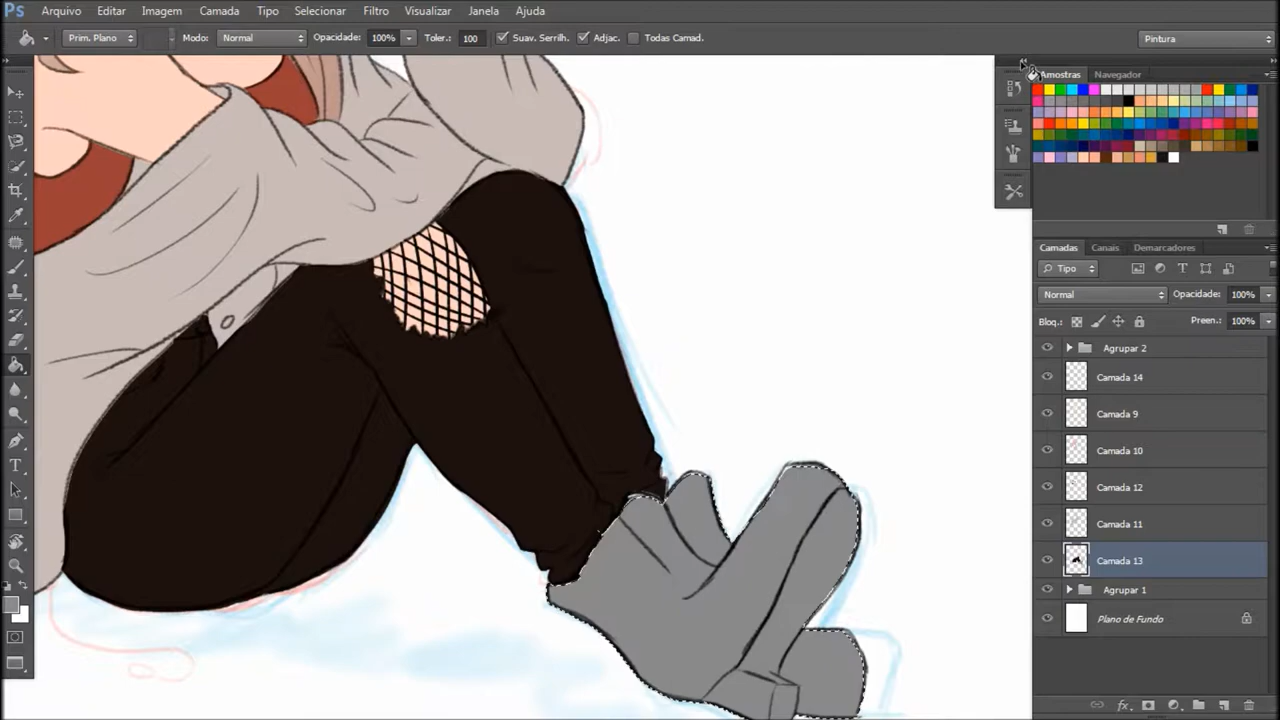 Ps Arquivo Editar Imagem Camada Tipo Selecionar Filtro Visualizar Janela Ajuda
Prim. Plano Modo: Normal Opacidade: 100% Toler.: 100 Suav. Serrilh. Adjac. Todas Camad. Pintura
Amostras Navegador
Camadas Canais Demarcadores
Tipo
Normal Opacidade: 100%
Bloq.: Preen.: 100%
Agrupar 2
Camada 14
Camada 9
Camada 10
Camada 12
Camada 11
Camada 13
Agrupar 1
Plano de Fundo